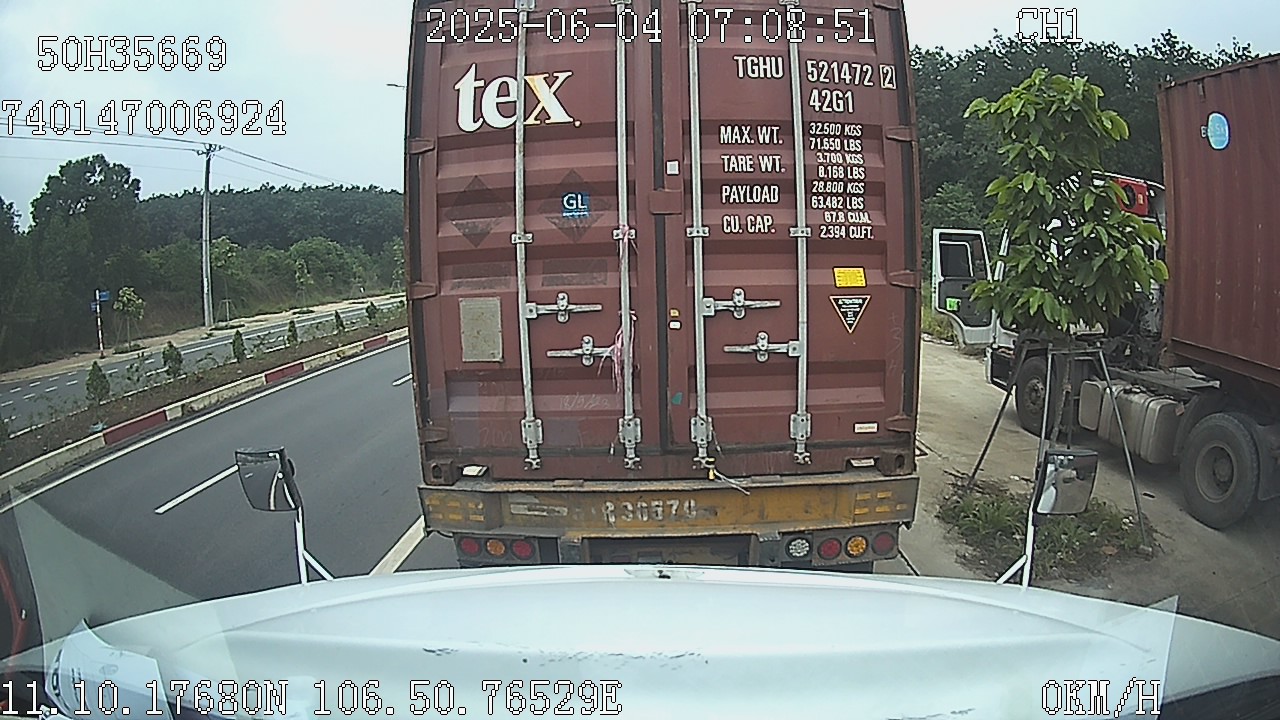 2025-06-04 07:08:51
CH1
50H35669
740147006924
tex.
TGHU 521472 2
42G1
MAX. WT. 32.500 KGS
71.650 LBS
TARE WT. 3.700 KGS
8.168 LBS
PAYLOAD 28.800 KGS
63.482 LBS
CU. CAP. 67.8 CU.M.
2.394 CU.FT.
GL
11.10.17680N 106.50.76529E
0KM/H